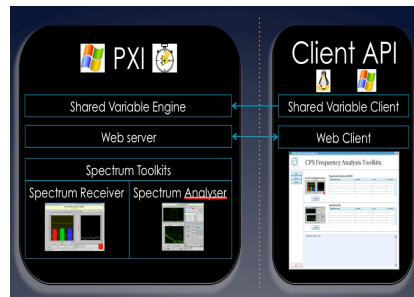 PXI
Shared Variable Engine
Web server
Spectrum Toolkits
Spectrum Receiver
Spectrum Analyser
Client API
Shared Variable Client
Web Client
CPS Frequency Analysis Toolkits